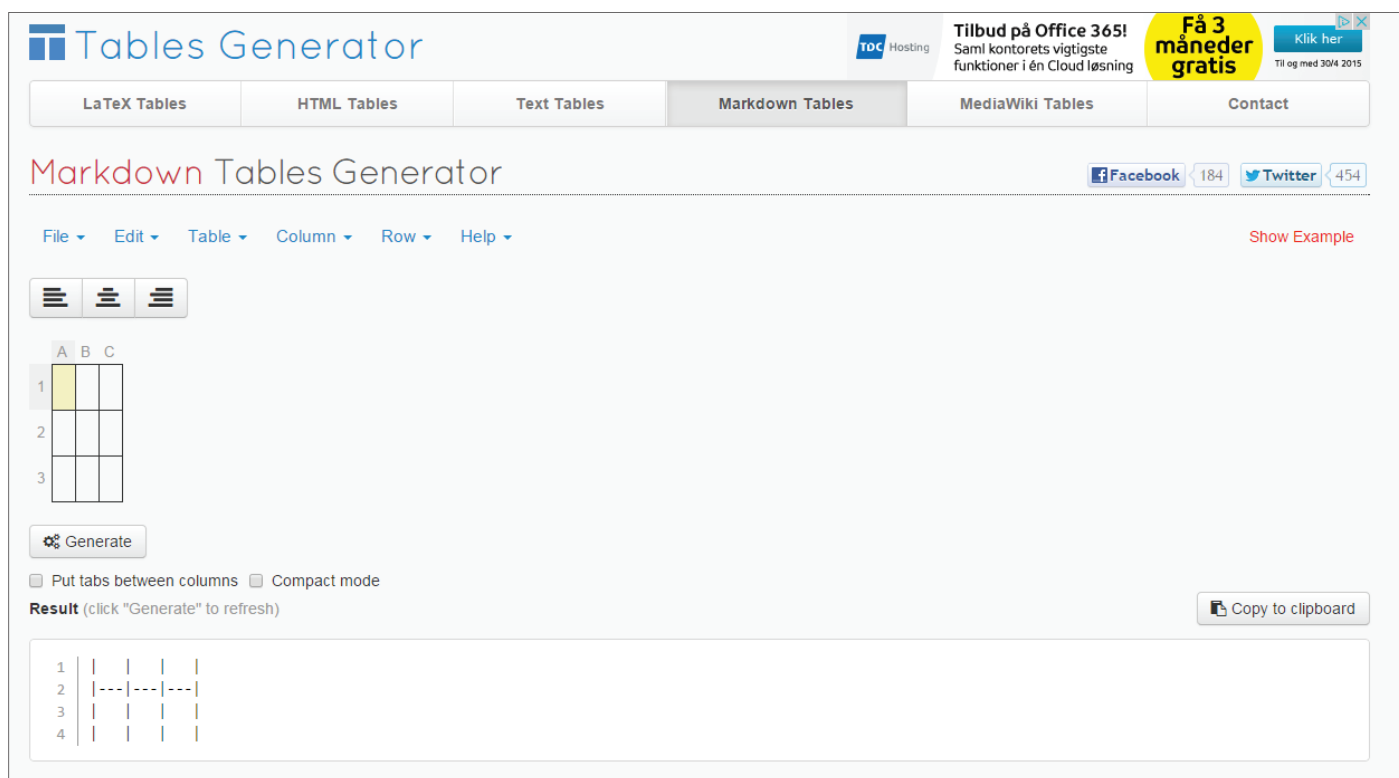 Tables Generator
TDC Hosting
Tilbud på Office 365!
Saml kontorets vigtigste
funktioner i én Cloud løsning
Få 3
måneder
gratis
Klik her
Til og med 30/4 2015
LaTeX Tables HTML Tables Text Tables Markdown Tables MediaWiki Tables Contact
Markdown Tables Generator
Facebook 184 Twitter 454
File Edit Table Column Row Help Show Example
A B C
1
2
3
Generate
Put tabs between columns Compact mode
Result (click "Generate" to refresh) Copy to clipboard
1 |   |   |   |
2 |---|---|---|
3 |   |   |   |
4 |   |   |   |